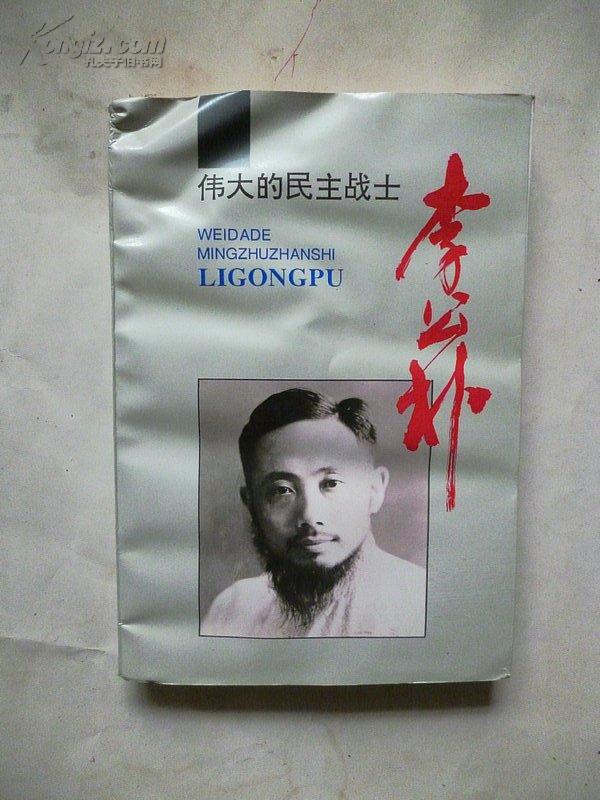 Kongfz.com
孔夫子旧书网
伟大的民主战士
WEIDADE
MINGZHUZHANSHI
LIGONGPU
李公朴